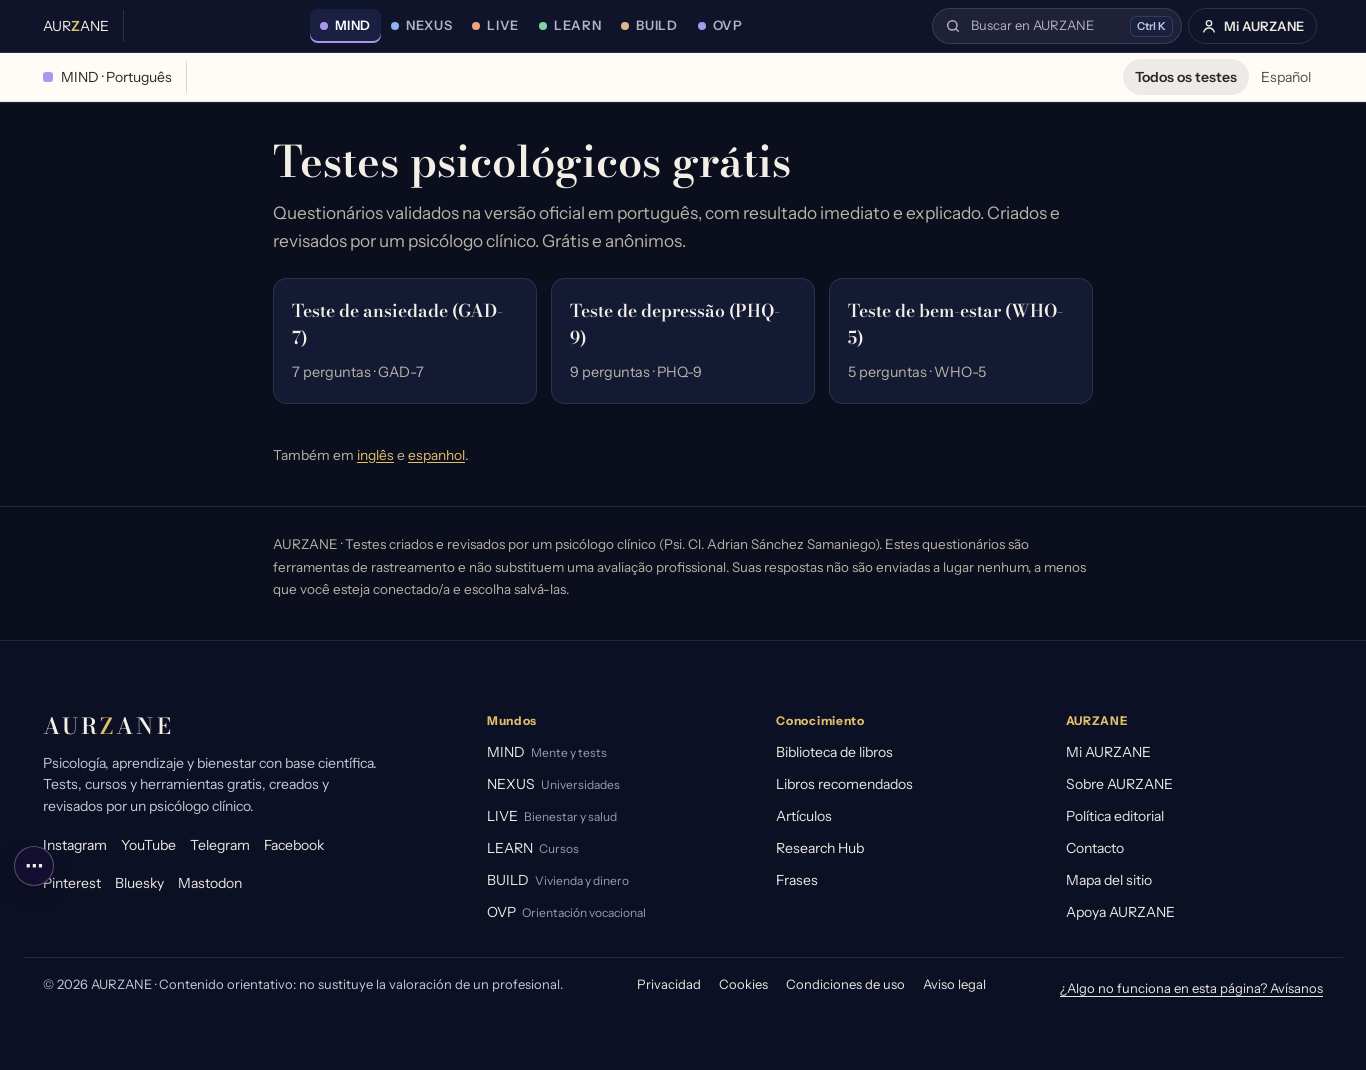 AURZANE
MIND
NEXUS
LIVE
LEARN
BUILD
OVP
Buscar en AURZANE
Ctrl K
Mi AURZANE
MIND · Português
Todos os testes
Español
Testes psicológicos grátis
Questionários validados na versão oficial em português, com resultado imediato e explicado. Criados e
revisados por um psicólogo clínico. Grátis e anônimos.
Teste de ansiedade (GAD-
7)
7 perguntas · GAD-7
Teste de depressão (PHQ-
9)
9 perguntas · PHQ-9
Teste de bem-estar (WHO-
5)
5 perguntas · WHO-5
Também em inglês e espanhol.
AURZANE · Testes criados e revisados por um psicólogo clínico (Psi. Cl. Adrian Sánchez Samaniego). Estes questionários são
ferramentas de rastreamento e não substituem uma avaliação profissional. Suas respostas não são enviadas a lugar nenhum, a menos
que você esteja conectado/a e escolha salvá-las.
AURZANE
Psicología, aprendizaje y bienestar con base científica.
Tests, cursos y herramientas gratis, creados y
revisados por un psicólogo clínico.
Instagram YouTube Telegram Facebook
Pinterest Bluesky Mastodon
Mundos
MIND Mente y tests
NEXUS Universidades
LIVE Bienestar y salud
LEARN Cursos
BUILD Vivienda y dinero
OVP Orientación vocacional
Conocimiento
Biblioteca de libros
Libros recomendados
Artículos
Research Hub
Frases
AURZANE
Mi AURZANE
Sobre AURZANE
Política editorial
Contacto
Mapa del sitio
Apoya AURZANE
© 2026 AURZANE · Contenido orientativo: no sustituye la valoración de un profesional.
Privacidad Cookies Condiciones de uso Aviso legal
¿Algo no funciona en esta página? Avísanos